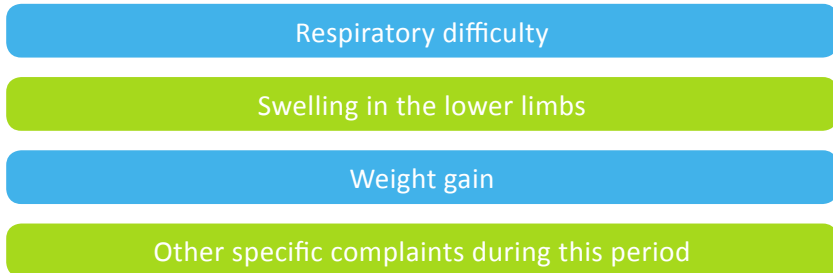 Respiratory difficulty
Swelling in the lower limbs
Weight gain
Other specific complaints during this period